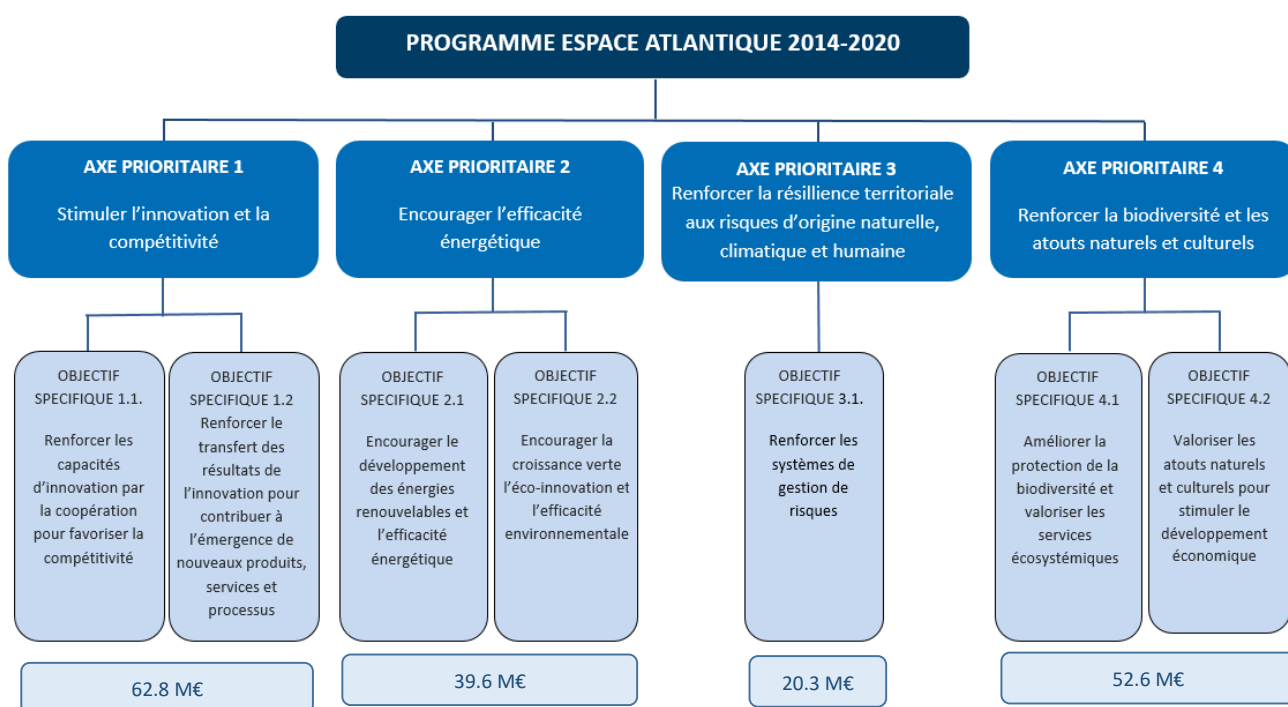 PROGRAMME ESPACE ATLANTIQUE 2014-2020
AXE PRIORITAIRE 1
Stimuler l’innovation et la
compétitivité
AXE PRIORITAIRE 2
Encourager l’efficacité
énergétique
AXE PRIORITAIRE 3
Renforcer la résillience territoriale
aux risques d’origine naturelle,
climatique et humaine
AXE PRIORITAIRE 4
Renforcer la biodiversité et les
atouts naturels et culturels
OBJECTIF
SPECIFIQUE 1.1.
Renforcer les
capacités
d’innovation par
la coopération
pour favoriser la
compétitivité
OBJECTIF
SPECIFIQUE 1.2
Renforcer le
transfert des
résultats de
l’innovation pour
contribuer à
l’émergence de
nouveaux produits,
services et
processus
OBJECTIF
SPECIFIQUE 2.1
Encourager le
développement
des énergies
renouvelables et
l’efficacité
énergétique
OBJECTIF
SPECIFIQUE 2.2
Encourager la
croissance verte
l’éco-innovation et
l’efficacité
environnementale
OBJECTIF
SPECIFIQUE 3.1.
Renforcer les
systèmes de
gestion de
risques
OBJECTIF
SPECIFIQUE 4.1
Améliorer la
protection de la
biodiversité et
valoriser les
services
écosystémiques
OBJECTIF
SPECIFIQUE 4.2
Valoriser les
atouts naturels
et culturels pour
stimuler le
développement
économique
62.8 M€
39.6 M€
20.3 M€
52.6 M€